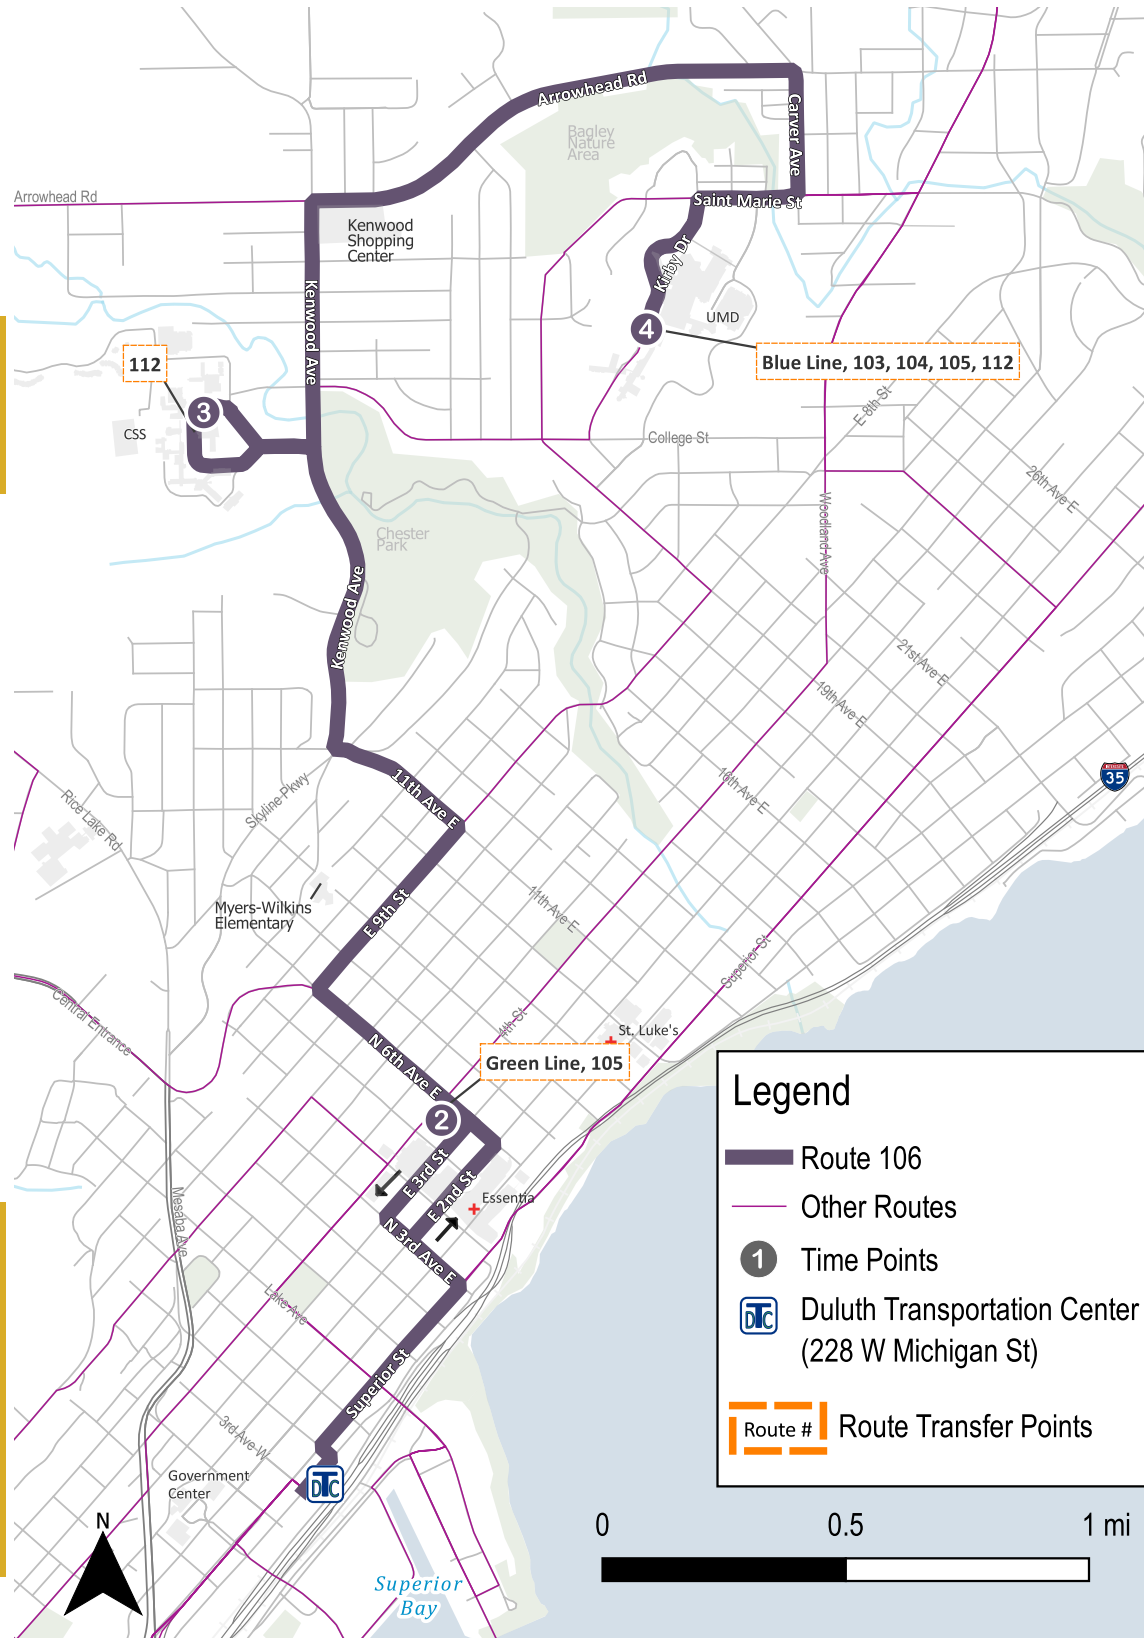 Arrowhead Rd
Carver Ave
Bagley
Nature
Area
Arrowhead Rd
Saint Marie St
Kenwood
Shopping
Center
Kirby Dr
Kenwood Ave
UMD
4
112
Blue Line, 103, 104, 105, 112
3
CSS
E 8th St
College St
26th Ave E
Woodland Ave
Chester
Park
Kenwood Ave
21st Ave E
19th Ave E
INTERSTATE
35
16th Ave E
11th Ave E
Skyline Pkwy
Rice Lake Rd
E 9th St
11th Ave E
Myers-Wilkins
Elementary
Superior St
Central Entrance
4th St
St. Luke's
N 6th Ave E
Green Line, 105
2
E 3rd St
E 2nd St
Essentia
Mesaba Ave
N 3rd Ave E
Lake Ave
Superior St
3rd Ave W
Government
Center
DTC
N
Superior
Bay
Legend
Route 106
Other Routes
1
Time Points
DTC
Duluth Transportation Center
(228 W Michigan St)
Route #
Route Transfer Points
0
0.5
1 mi